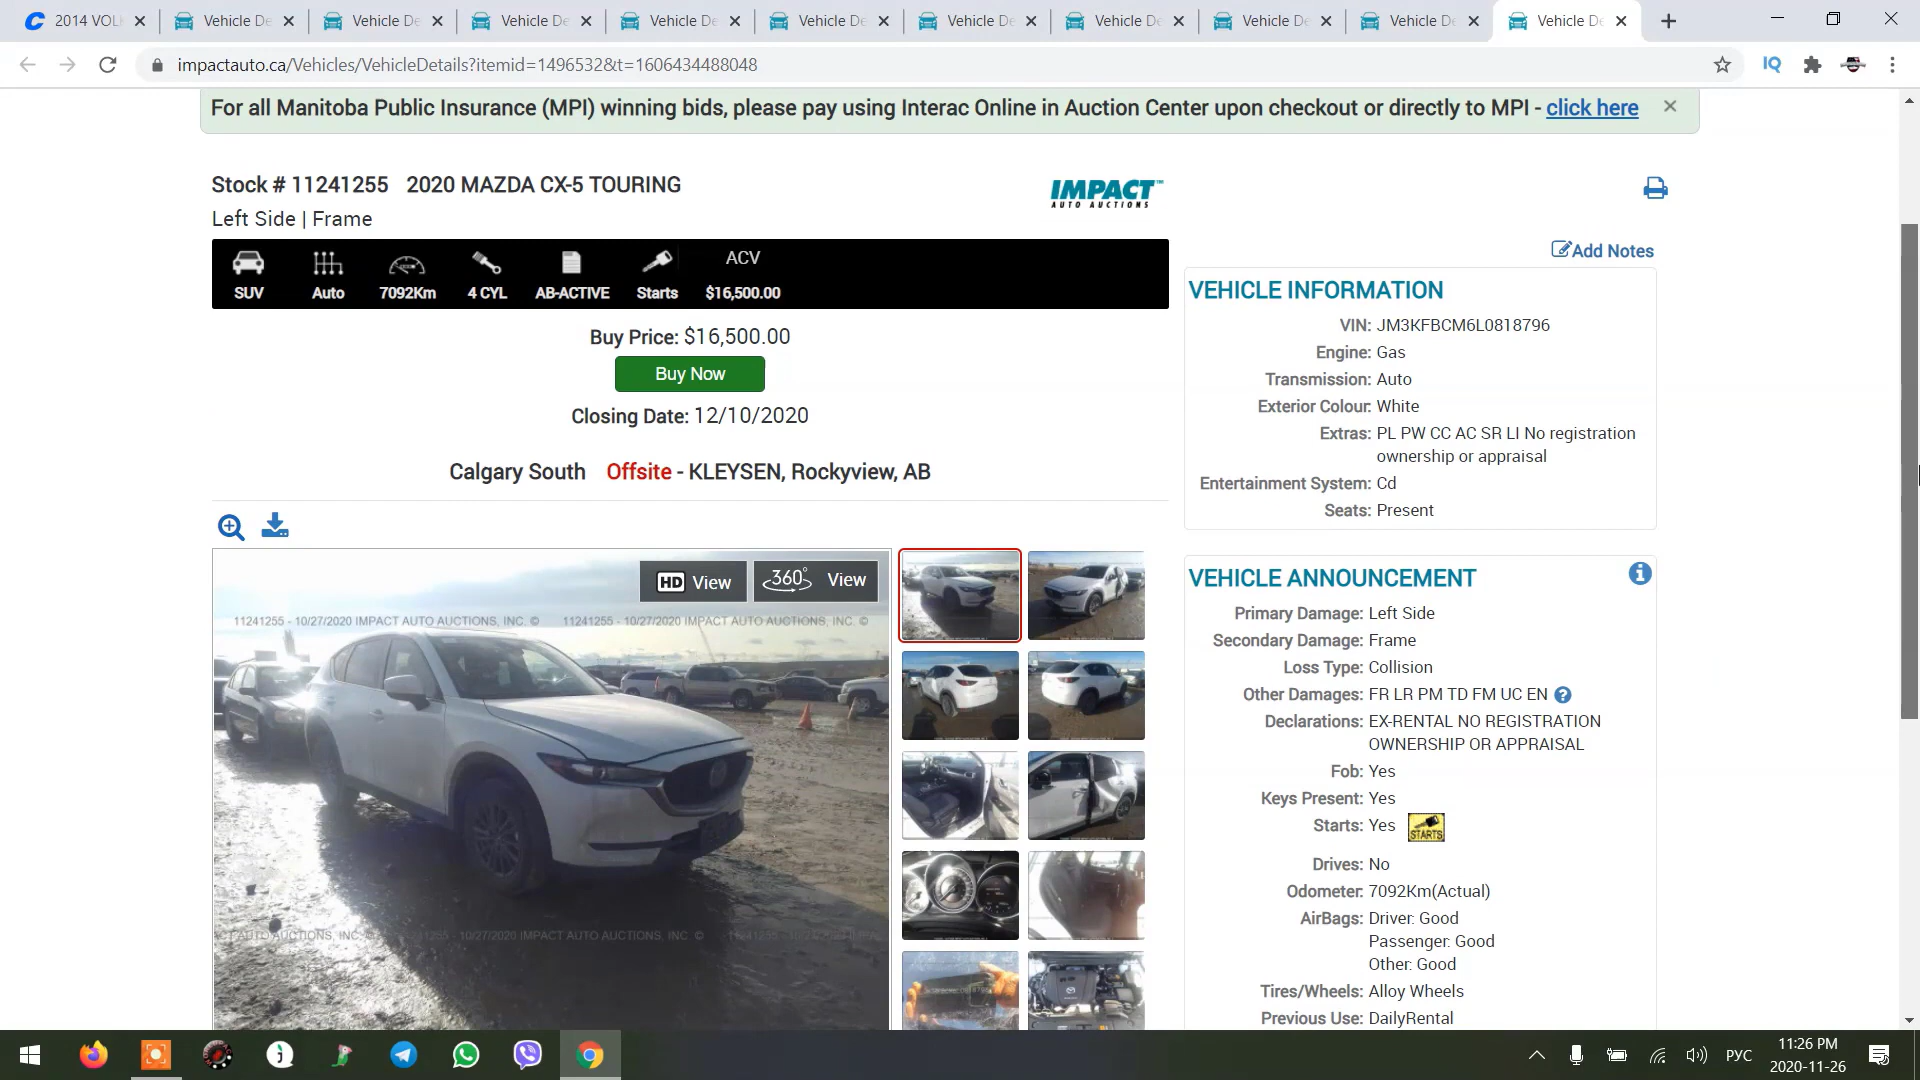 2014 VOL
Vehicle De
Vehicle De
Vehicle De
Vehicle De
Vehicle De
Vehicle De
Vehicle De
Vehicle De
Vehicle De
Vehicle De
impactauto.ca/Vehicles/VehicleDetails?itemid=1496532&t=1606434488048
IQ
For all Manitoba Public Insurance (MPI) winning bids, please pay using Interac Online in Auction Center upon checkout or directly to MPI - click here
Stock # 11241255 2020 MAZDA CX-5 TOURING
Left Side | Frame
IMPACT
AUTO AUCTIONS
SUV
Auto
7092Km
4 CYL
AB-ACTIVE
Starts
ACV
$16,500.00
Buy Price: $16,500.00
Buy Now
Closing Date: 12/10/2020
Calgary South Offsite - KLEYSEN, Rockyview, AB
HD View
360° View
11241255 - 10/27/2020 IMPACT AUTO AUCTIONS, INC. © 11241255 - 10/27/2020 IMPACT AUTO AUCTIONS, INC. ©
Add Notes
VEHICLE INFORMATION
VIN: JM3KFBCM6L0818796
Engine: Gas
Transmission: Auto
Exterior Colour: White
Extras: PL PW CC AC SR LI No registration
ownership or appraisal
Entertainment System: Cd
Seats: Present
VEHICLE ANNOUNCEMENT
Primary Damage: Left Side
Secondary Damage: Frame
Loss Type: Collision
Other Damages: FR LR PM TD FM UC EN
Declarations: EX-RENTAL NO REGISTRATION
OWNERSHIP OR APPRAISAL
Fob: Yes
Keys Present: Yes
Starts: Yes STARTS
Drives: No
Odometer: 7092Km(Actual)
AirBags: Driver: Good
Passenger: Good
Other: Good
Tires/Wheels: Alloy Wheels
Previous Use: DailyRental
РУС
11:26 PM
2020-11-26